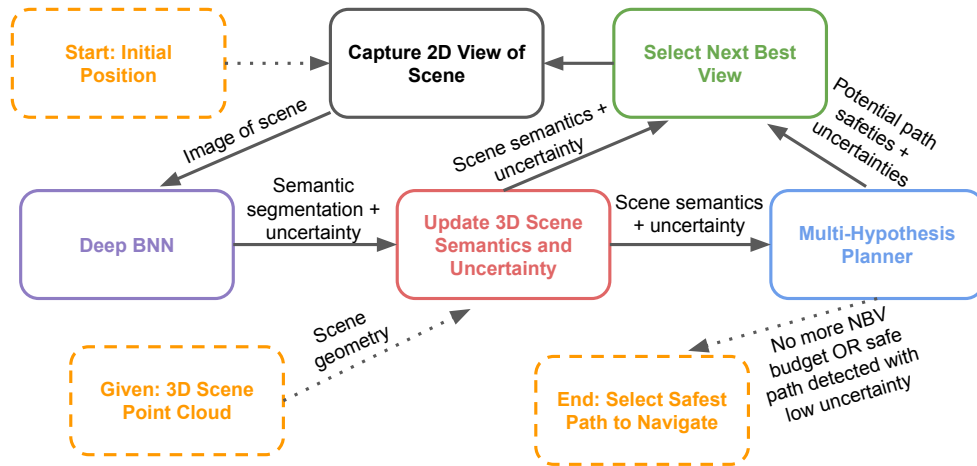 Start: Initial
Position
Capture 2D View of
Scene
Select Next Best
View
Image of scene
Scene semantics +
uncertainty
Potential path
safeties +
uncertainties
Deep BNN
Semantic
segmentation +
uncertainty
Update 3D Scene
Semantics and
Uncertainty
Scene semantics
+ uncertainty
Multi-Hypothesis
Planner
Scene
geometry
Given: 3D Scene
Point Cloud
End: Select Safest
Path to Navigate
No more NBV
budget OR safe
path detected with
low uncertainty